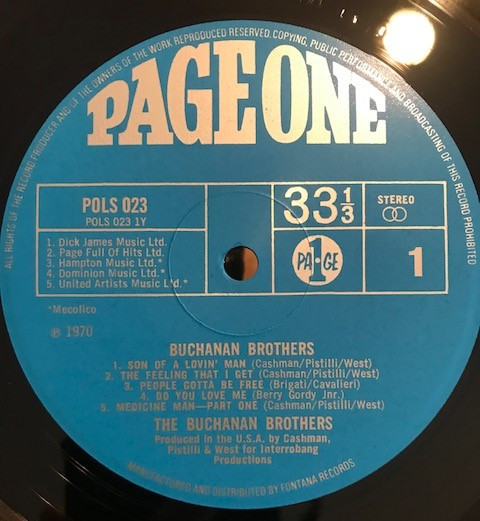 ALL RIGHTS OF THE RECORD PRODUCER AND OF THE OWNERS OF THE WORK REPRODUCED RESERVED. COPYING, PUBLIC PERFORMANCE AND BROADCASTING OF THIS RECORD PROHIBITED
PAGE ONE
POLS 023
POLS 023 1Y
33 1/3
STEREO
1. Dick James Music Ltd.
2. Page Full Of Hits Ltd.
3. Hampton Music Ltd.*
4. Dominion Music Ltd.
5. United Artists Music Ltd.*
PA1GE
1
*Mecolico
℗ 1970
BUCHANAN BROTHERS
1. SON OF A LOVIN' MAN (Cashman/Pistilli/West)
2. THE FEELING THAT I GET (Cashman/Pistilli/West)
3. PEOPLE GOTTA BE FREE (Brigati/Cavalieri)
4. DO YOU LOVE ME (Berry Gordy Jnr.)
5. MEDICINE MAN—PART ONE (Cashman/Pistilli/West)
THE BUCHANAN BROTHERS
Produced in the U.S.A. by Cashman,
Pistilli & West for Interrobang
Productions
MANUFACTURED AND DISTRIBUTED BY FONTANA RECORDS